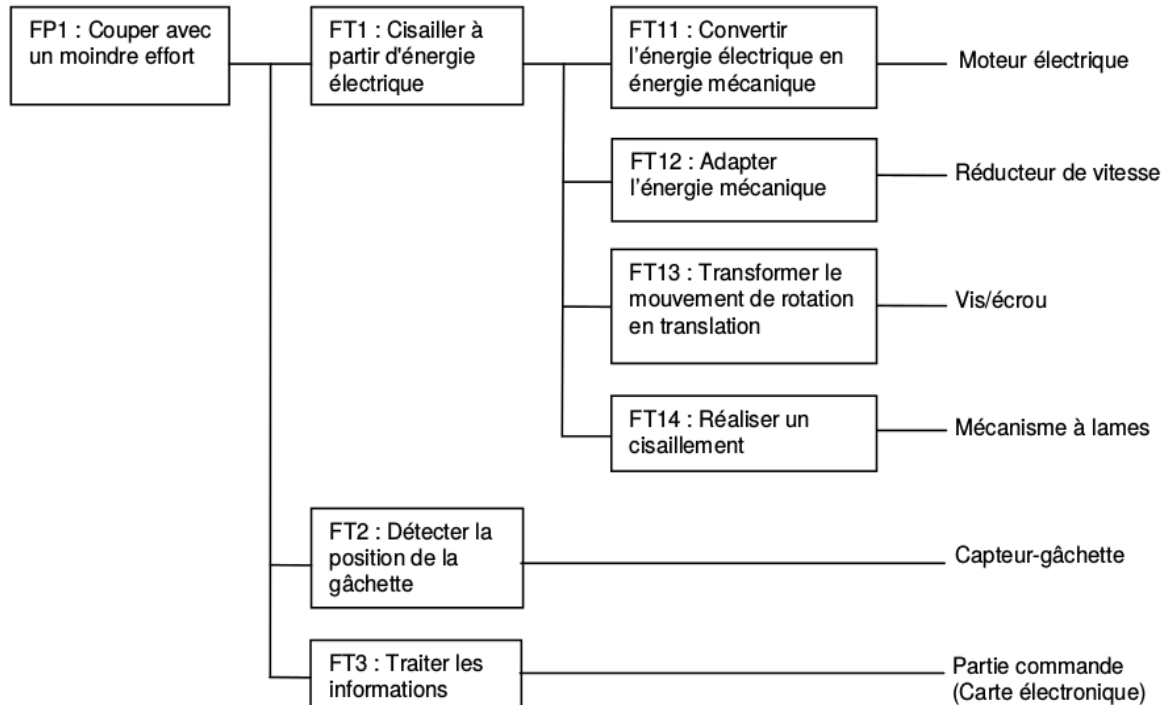 FP1 : Couper avec
un moindre effort
FT1 : Cisailler à
partir d'énergie
électrique
FT11 : Convertir
l'énergie électrique en
énergie mécanique
Moteur électrique
FT12 : Adapter
l'énergie mécanique
Réducteur de vitesse
FT13 : Transformer le
mouvement de rotation
en translation
Vis/écrou
FT14 : Réaliser un
cisaillement
Mécanisme à lames
FT2 : Détecter la
position de la
gâchette
Capteur-gâchette
FT3 : Traiter les
informations
Partie commande
(Carte électronique)